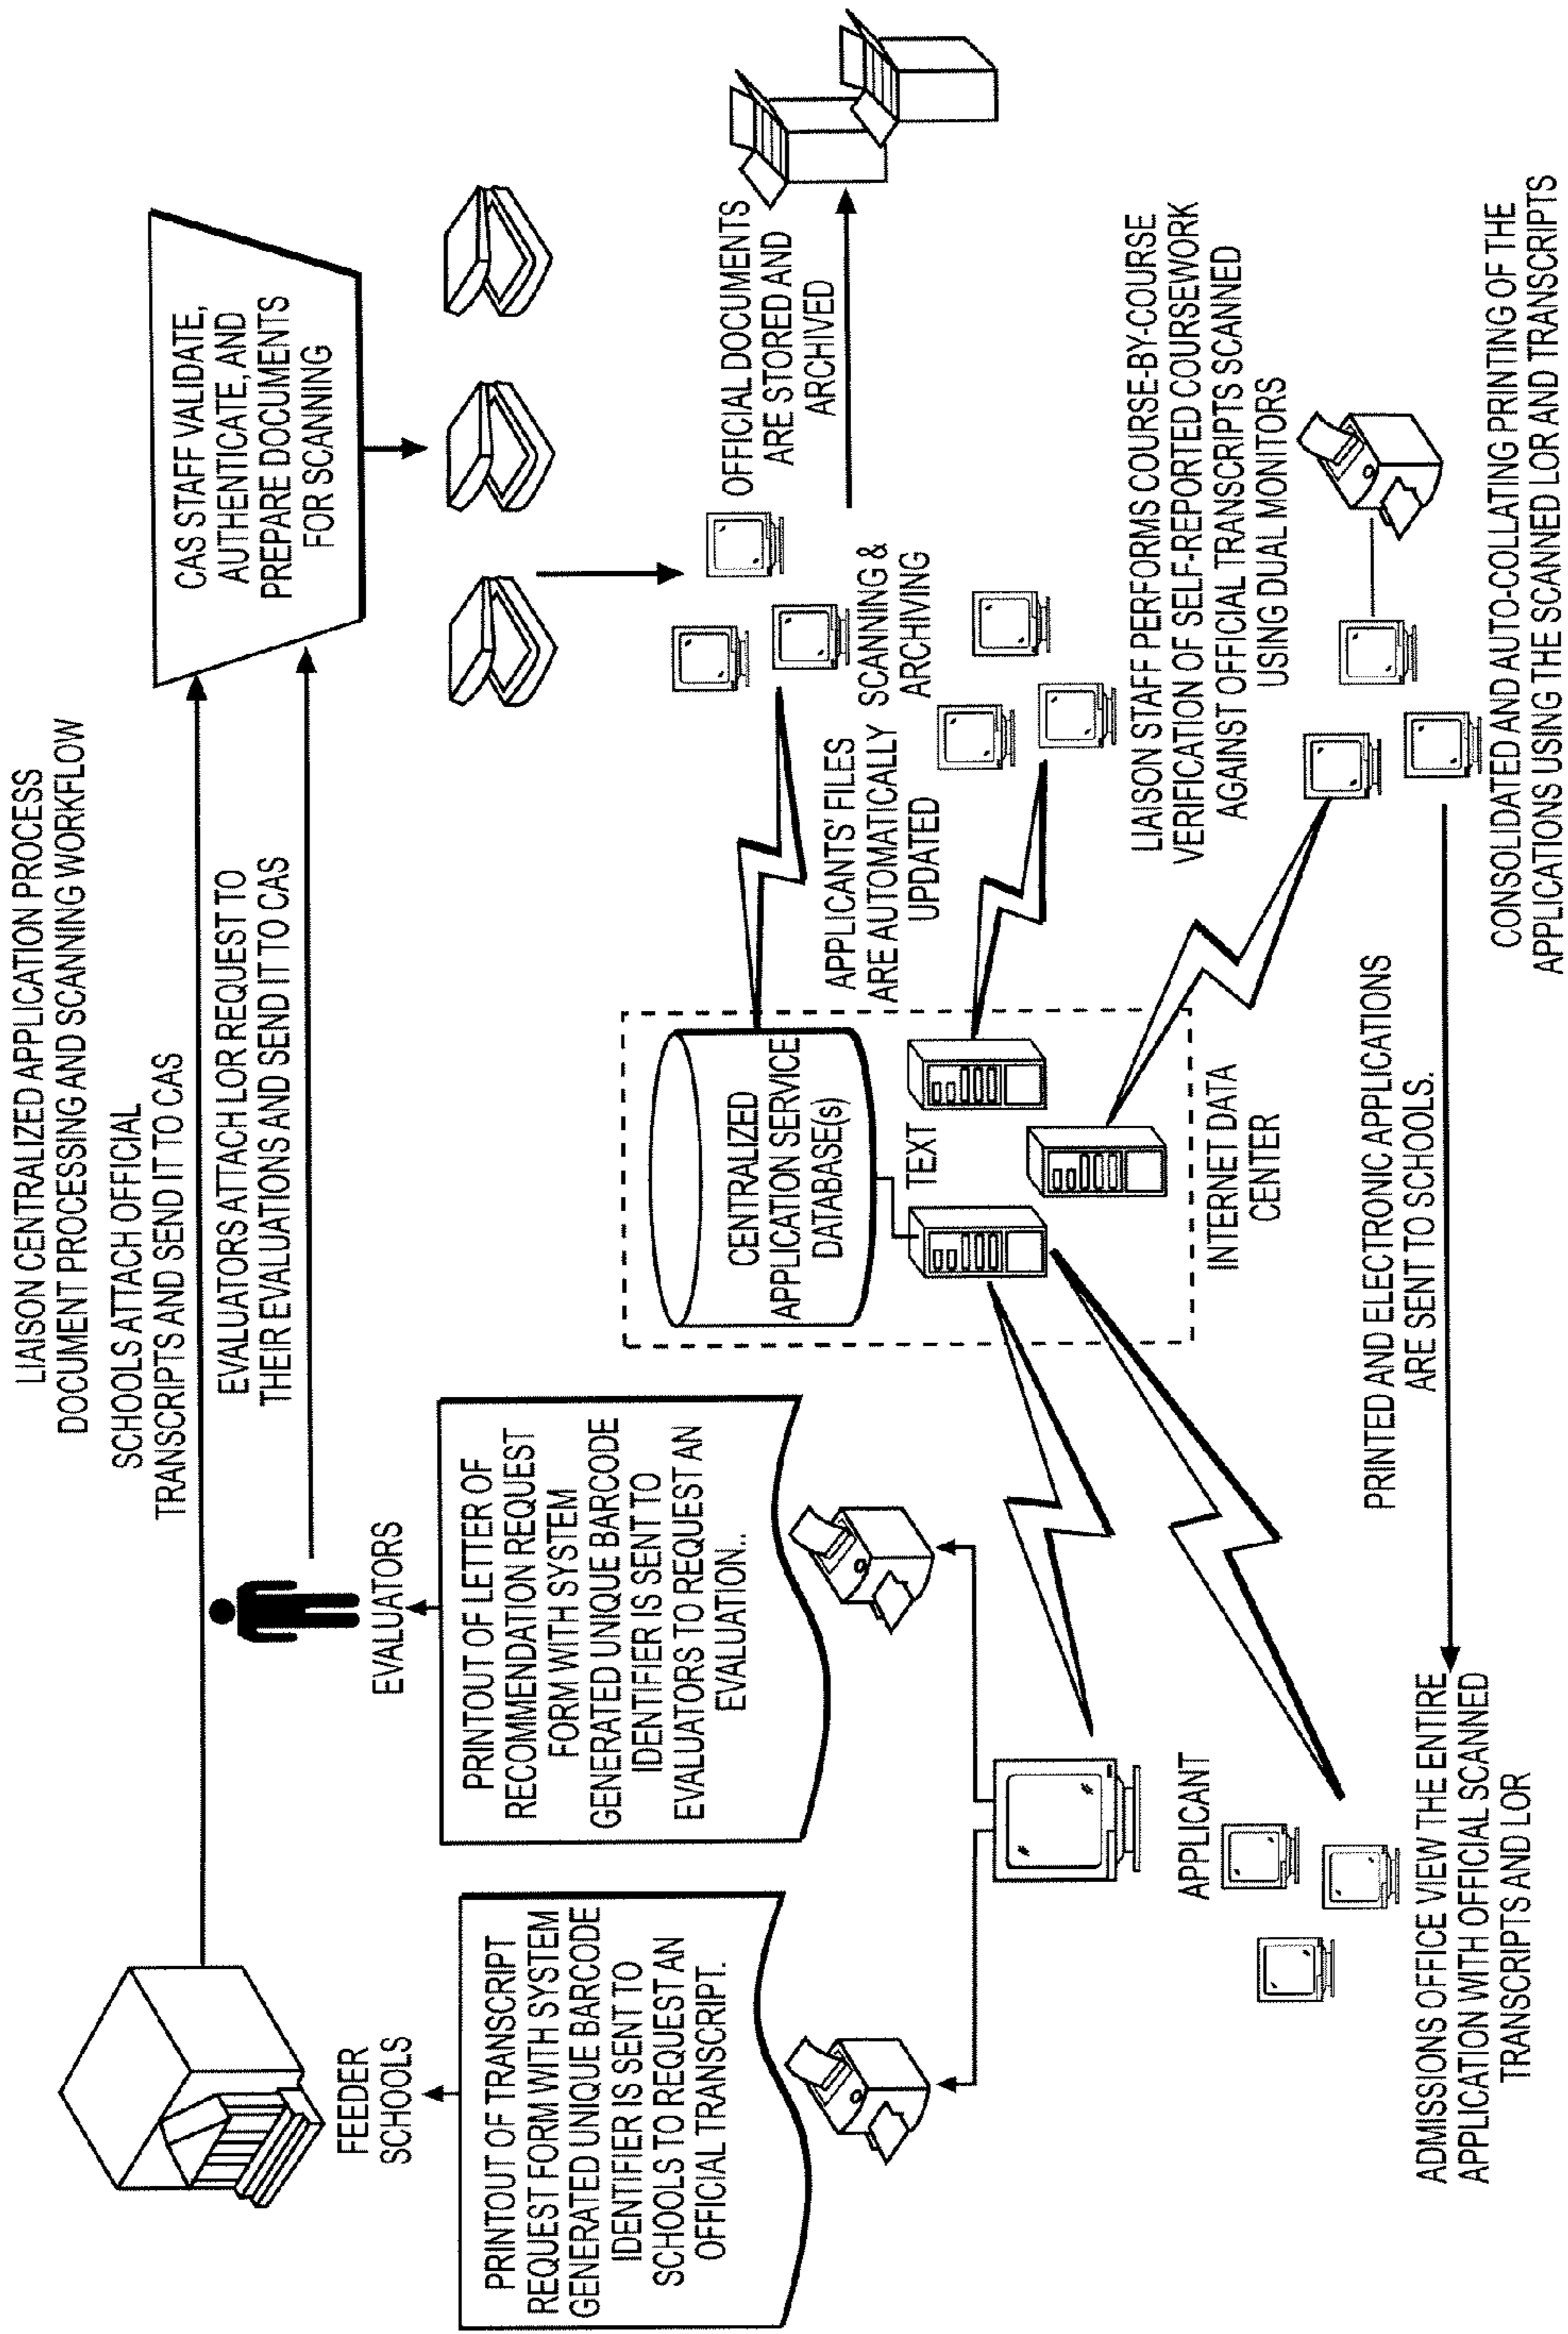 LIAISON CENTRALIZED APPLICATION PROCESS
DOCUMENT PROCESSING AND SCANNING WORKFLOW
SCHOOLS ATTACH OFFICIAL
TRANSCRIPTS AND SEND IT TO CAS
EVALUATORS ATTACH LOR REQUEST TO
THEIR EVALUATIONS AND SEND IT TO CAS
CAS STAFF VALIDATE,
AUTHENTICATE, AND
PREPARE DOCUMENTS
FOR SCANNING
FEEDER
SCHOOLS
EVALUATORS
PRINTOUT OF TRANSCRIPT
REQUEST FORM WITH SYSTEM
GENERATED UNIQUE BARCODE
IDENTIFIER IS SENT TO
SCHOOLS TO REQUEST AN
OFFICIAL TRANSCRIPT.
PRINTOUT OF LETTER OF
RECOMMENDATION REQUEST
FORM WITH SYSTEM
GENERATED UNIQUE BARCODE
IDENTIFIER IS SENT TO
EVALUATORS TO REQUEST AN
EVALUATION..
CENTRALIZED
APPLICATION SERVICE
DATABASE(s)
TEXT
INTERNET DATA
CENTER
APPLICANTS' FILES
ARE AUTOMATICALLY
UPDATED
SCANNING &
ARCHIVING
OFFICIAL DOCUMENTS
ARE STORED AND
ARCHIVED
LIAISON STAFF PERFORMS COURSE-BY-COURSE
VERIFICATION OF SELF-REPORTED COURSEWORK
AGAINST OFFICIAL TRANSCRIPTS SCANNED
USING DUAL MONITORS
APPLICANT
PRINTED AND ELECTRONIC APPLICATIONS
ARE SENT TO SCHOOLS.
ADMISSIONS OFFICE VIEW THE ENTIRE
APPLICATION WITH OFFICIAL SCANNED
TRANSCRIPTS AND LOR
CONSOLIDATED AND AUTO-COLLATING PRINTING OF THE
APPLICATIONS USING THE SCANNED LOR AND TRANSCRIPTS